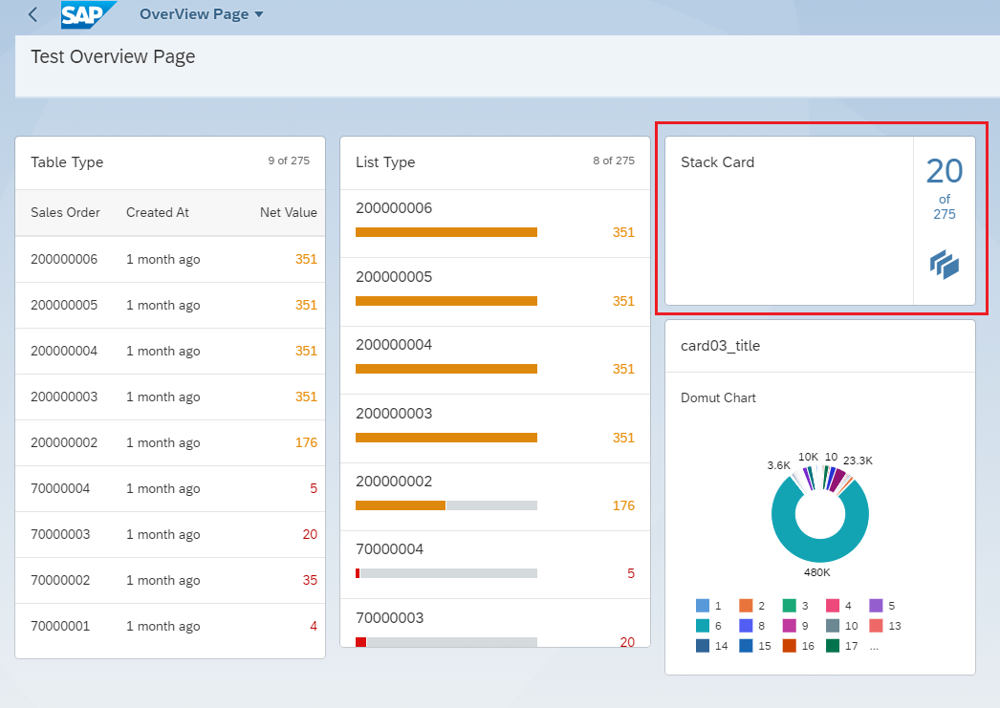 SAP OverView Page
Test Overview Page
Table Type 9 of 275
Sales Order Created At Net Value
200000006 1 month ago 351
200000005 1 month ago 351
200000004 1 month ago 351
200000003 1 month ago 351
200000002 1 month ago 176
70000004 1 month ago 5
70000003 1 month ago 20
70000002 1 month ago 35
70000001 1 month ago 4
List Type 8 of 275
200000006
351
200000005
351
200000004
351
200000003
351
200000002
176
70000004
5
70000003
20
Stack Card
20
of
275
card03_title
Domut Chart
3.6K 10K 10 23.3K
480K
1 2 3 4 5
6 8 9 10 13
14 15 16 17 ...